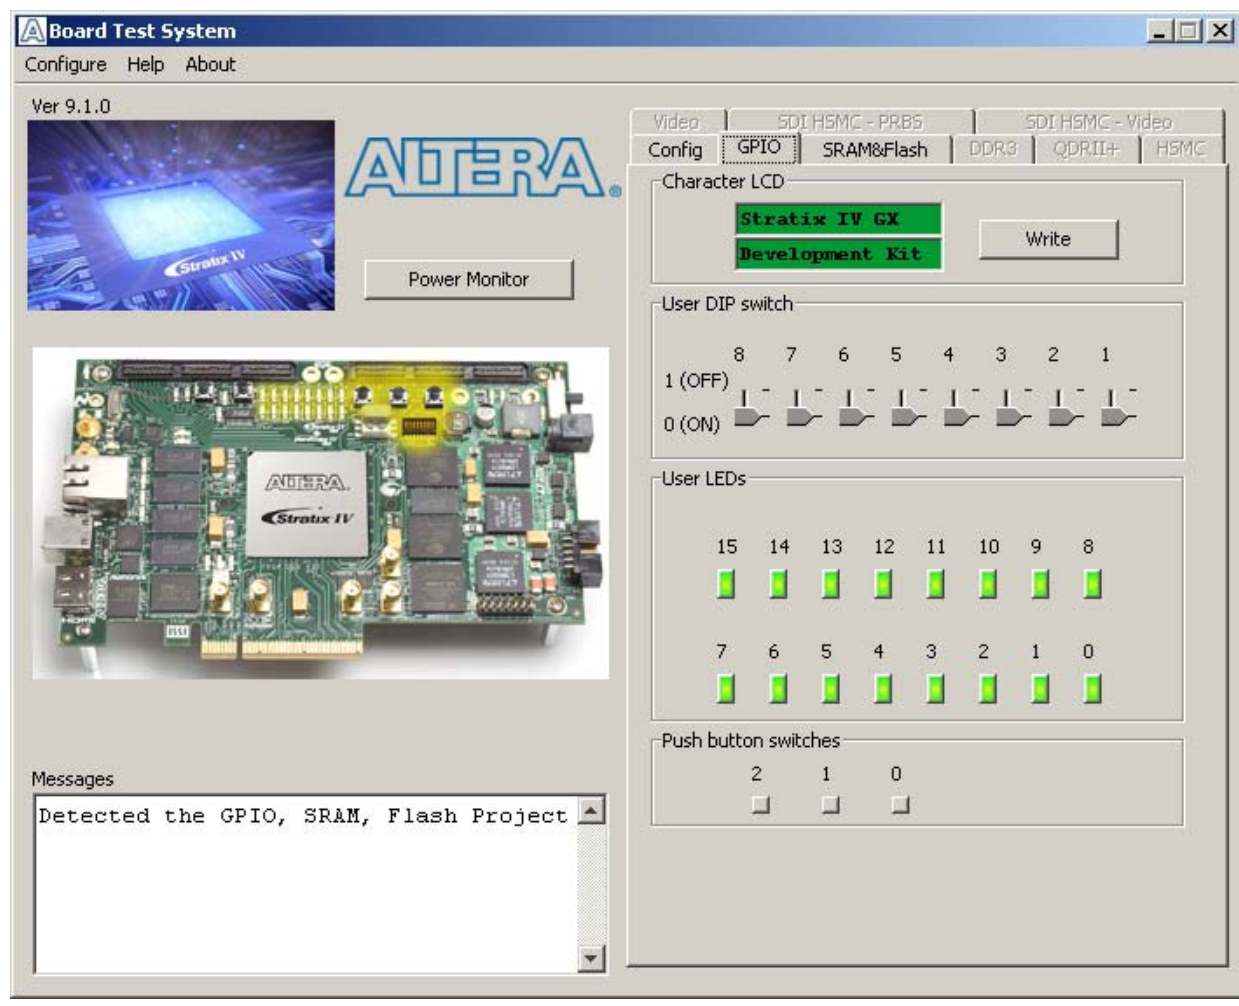 Board Test System
Configure Help About
Ver 9.1.0
Stratix IV
ALTERA®
Power Monitor
ALTERA
Stratix IV
Messages
Detected the GPIO, SRAM, Flash Project
Video SDI HSMC - PRBS SDI HSMC - Video
Config GPIO SRAM&Flash DDR3 QDRII+ HSMC
Character LCD
Stratix IV GX
Development Kit
Write
User DIP switch
8 7 6 5 4 3 2 1
1 (OFF)
0 (ON)
User LEDs
15 14 13 12 11 10 9 8
7 6 5 4 3 2 1 0
Push button switches
2 1 0